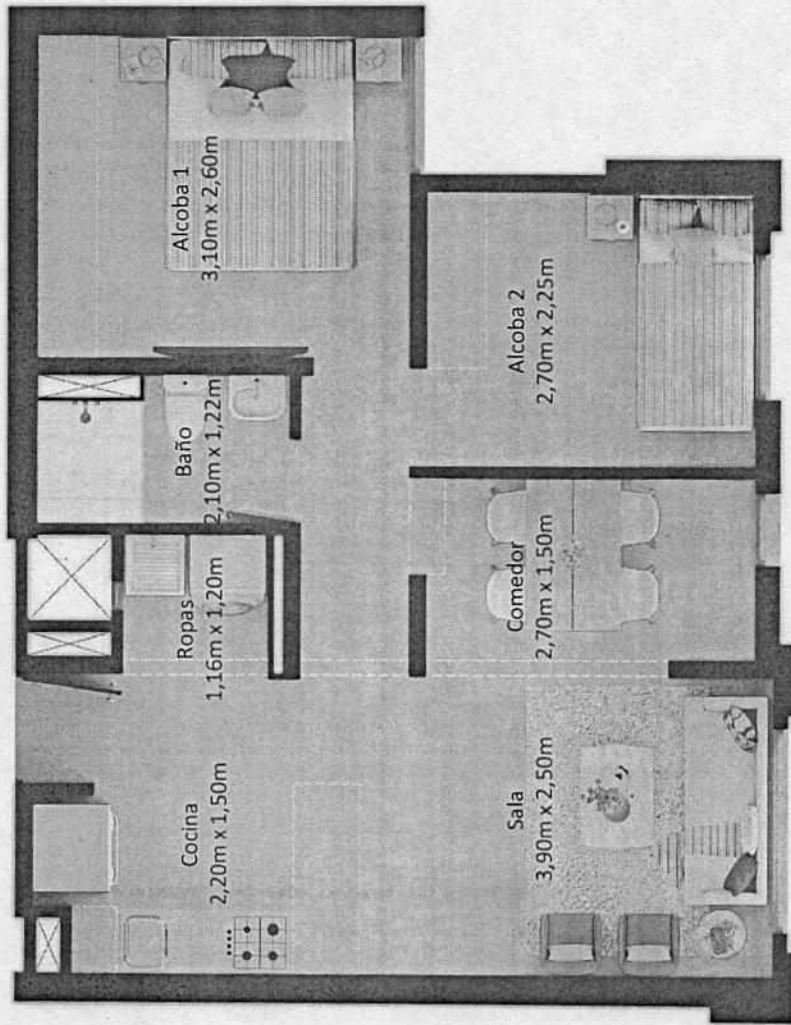 Alcoba 1
3,10m x 2,60m
Baño
2,10m x 1,22m
Ropas
1,16m x 1,20m
Cocina
2,20m x 1,50m
Alcoba 2
2,70m x 2,25m
Comedor
2,70m x 1,50m
Sala
3,90m x 2,50m